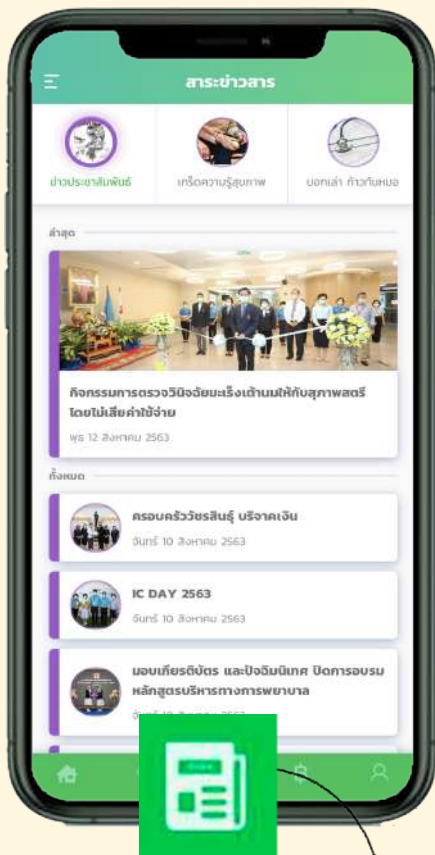 สาระข่าวสาร
ข่าวประชาสัมพันธ์
เกร็ดความรู้สุขภาพ
บอกเล่า ก้าวทันหมอ
ล่าสุด
กิจกรรมการตรวจวินิจฉัยมะเร็งเต้านมให้กับสุภาพสตรี
โดยไม่เสียค่าใช้จ่าย
พุธ 12 สิงหาคม 2563
ทั้งหมด
ครอบครัววัชรสินธุ์ บริจาคเงิน
จันทร์ 10 สิงหาคม 2563
IC DAY 2563
จันทร์ 10 สิงหาคม 2563
มอบเกียรติบัตร และปัจฉิมนิเทศ ปิดการอบรม
หลักสูตรบริหารทางการพยาบาล